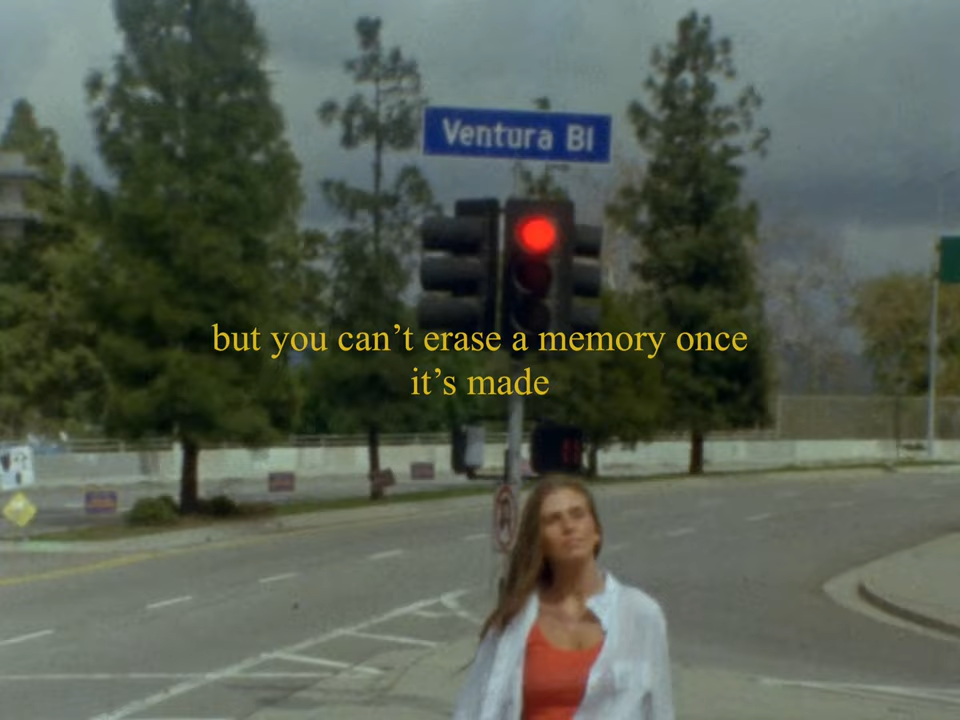 Ventura Bl
but you can’t erase a memory once
it’s made